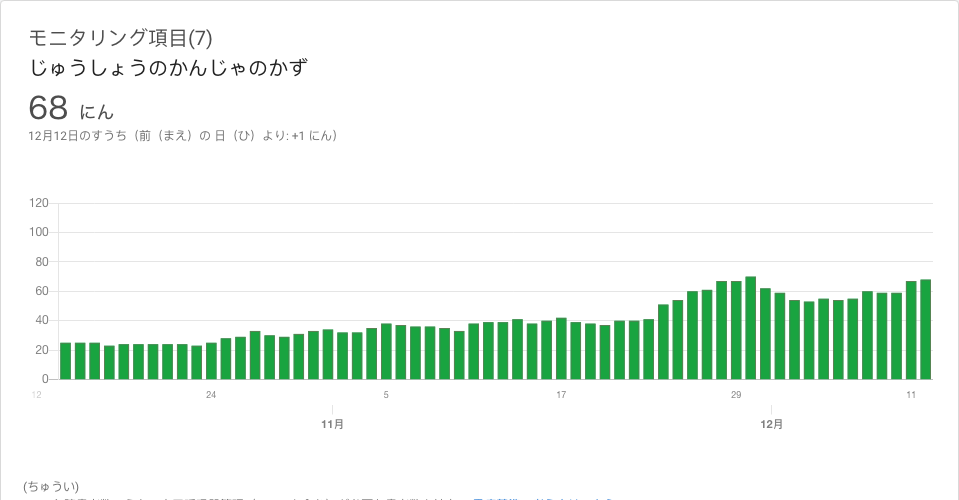 モニタリング項目(7)
じゅうしょうのかんじゃのかず
68 にん
12月12日のすうち（前（まえ）の 日（ひ）より: +1 にん）
120
100
80
60
40
20
0
12 24 5 17 29 11
11月 12月
(ちゅうい)